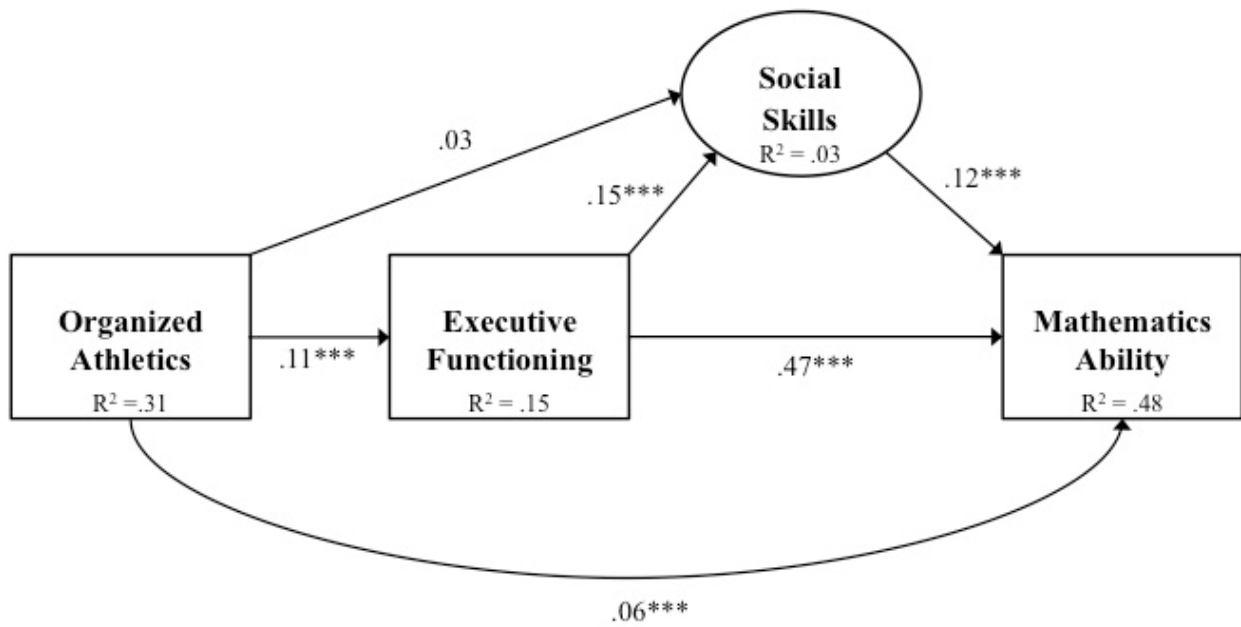 Social
Skills
R² = .03
.03
.15***
.12***
Organized
Athletics
R² =.31
.11***
Executive
Functioning
R² = .15
.47***
Mathematics
Ability
R² = .48
.06***